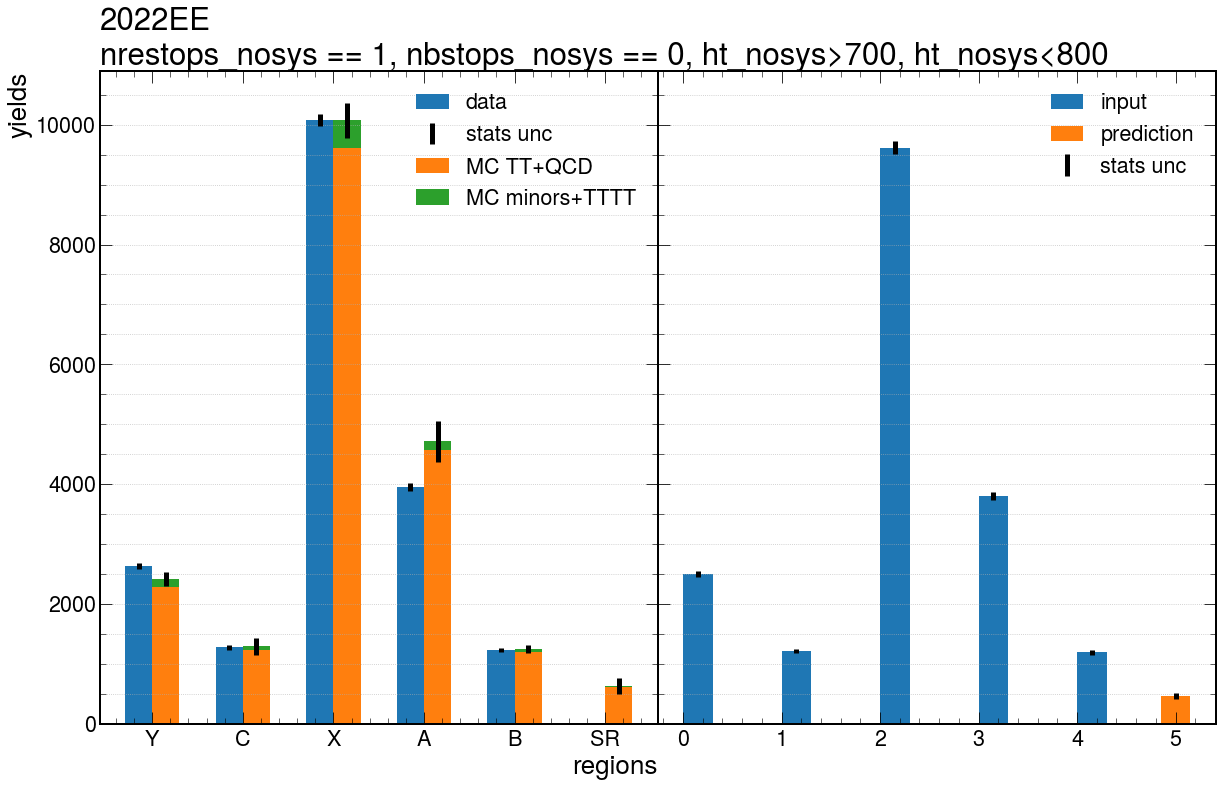 2022EE
nrestops_nosys == 1, nbstops_nosys == 0, ht_nosys>700, ht_nosys<800
yields
10000
8000
6000
4000
2000
0
data
stats unc
MC TT+QCD
MC minors+TTTT
input
prediction
stats unc
Y C X A B SR 0 1 2 3 4 5
regions